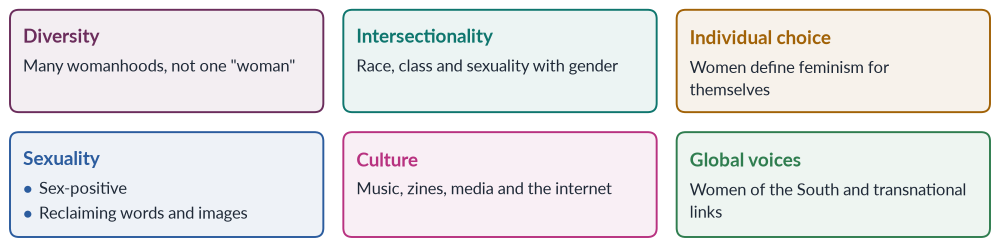 Diversity
Many womanhoods, not one "woman"
Intersectionality
Race, class and sexuality with gender
Individual choice
Women define feminism for
themselves
Sexuality
• Sex-positive
• Reclaiming words and images
Culture
Music, zines, media and the internet
Global voices
Women of the South and transnational
links